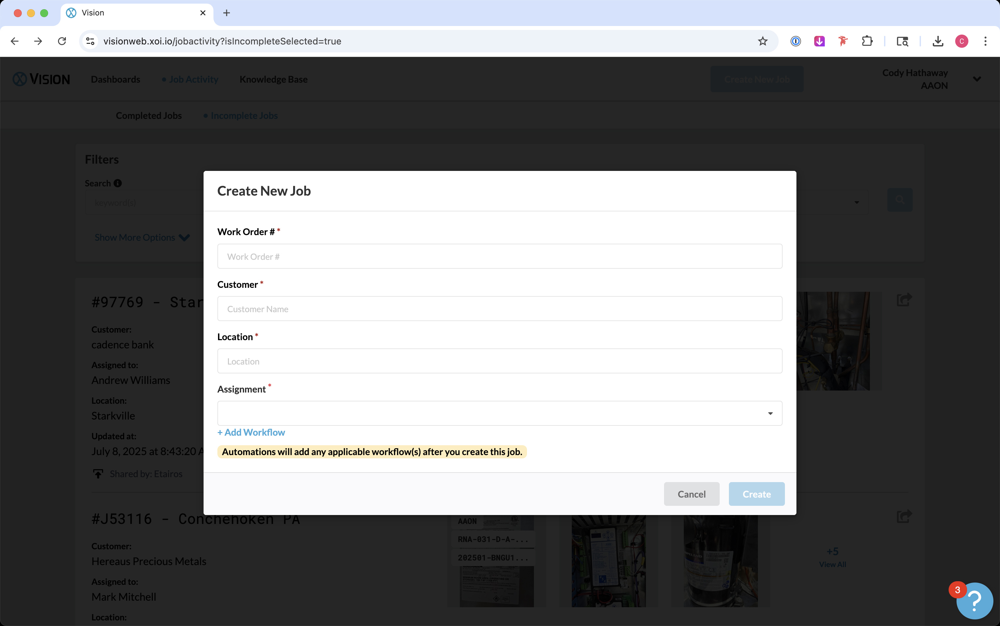 Vision
visionweb.xoi.io/jobactivity?isIncompleteSelected=true
C
VISION
Dashboards
Job Activity
Knowledge Base
Create New Job
Cody Hathaway
AAON
Completed Jobs
Incomplete Jobs
Filters
Search
keyword(s)
Show More Options
Create New Job
Work Order # *
Work Order #
Customer *
Customer Name
Location *
Location
Assignment *
+ Add Workflow
Automations will add any applicable workflow(s) after you create this job.
Cancel
Create
#97769 - Star
Customer:
cadence bank
Assigned to:
Andrew Williams
Location:
Starkville
Updated at:
July 8, 2025 at 8:43:20 A
Shared by: Etairos
#J53116 - Conchehoken PA
Customer:
Hereaus Precious Metals
Assigned to:
Mark Mitchell
Location:
AAON
RNA-031-D-A-...
202501-BNGU1...
+5
View All
3
?